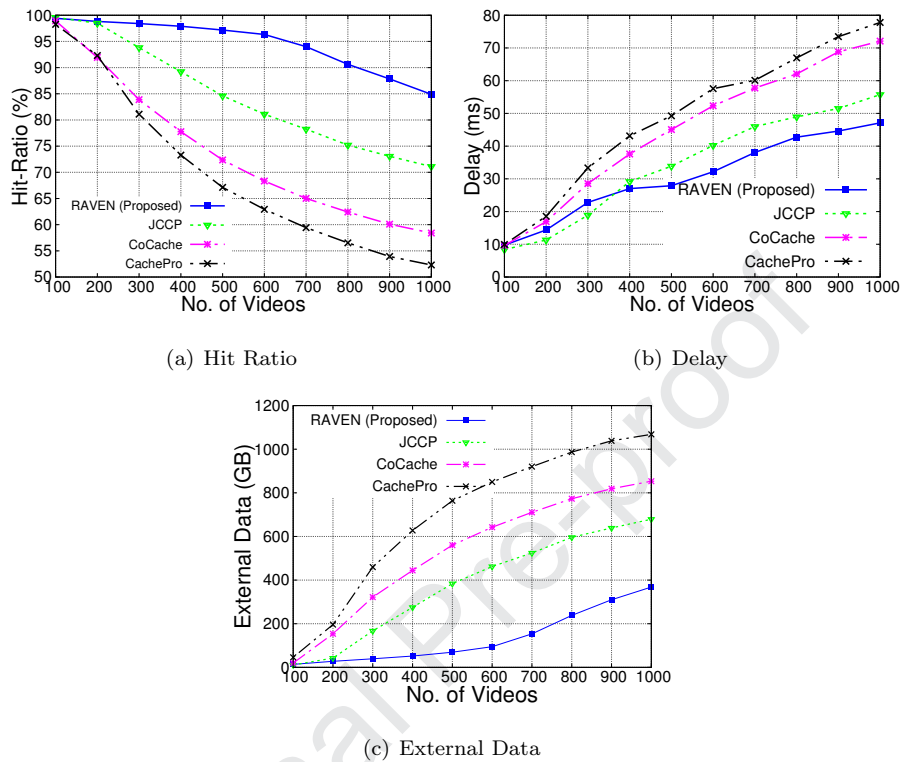 100
95
90
85
80
75
70
65
60
55
50
Hit-Ratio (%)
RAVEN (Proposed)
JCCP
CoCache
CachePro
100 200 300 400 500 600 700 800 900 1000
No. of Videos
(a) Hit Ratio
80
70
60
50
40
30
20
10
0
Delay (ms)
RAVEN (Proposed)
JCCP
CoCache
CachePro
100 200 300 400 500 600 700 800 900 1000
No. of Videos
(b) Delay
1200
1000
800
600
400
200
0
External Data (GB)
RAVEN (Proposed)
JCCP
CoCache
CachePro
100 200 300 400 500 600 700 800 900 1000
No. of Videos
(c) External Data
al Pre-proof